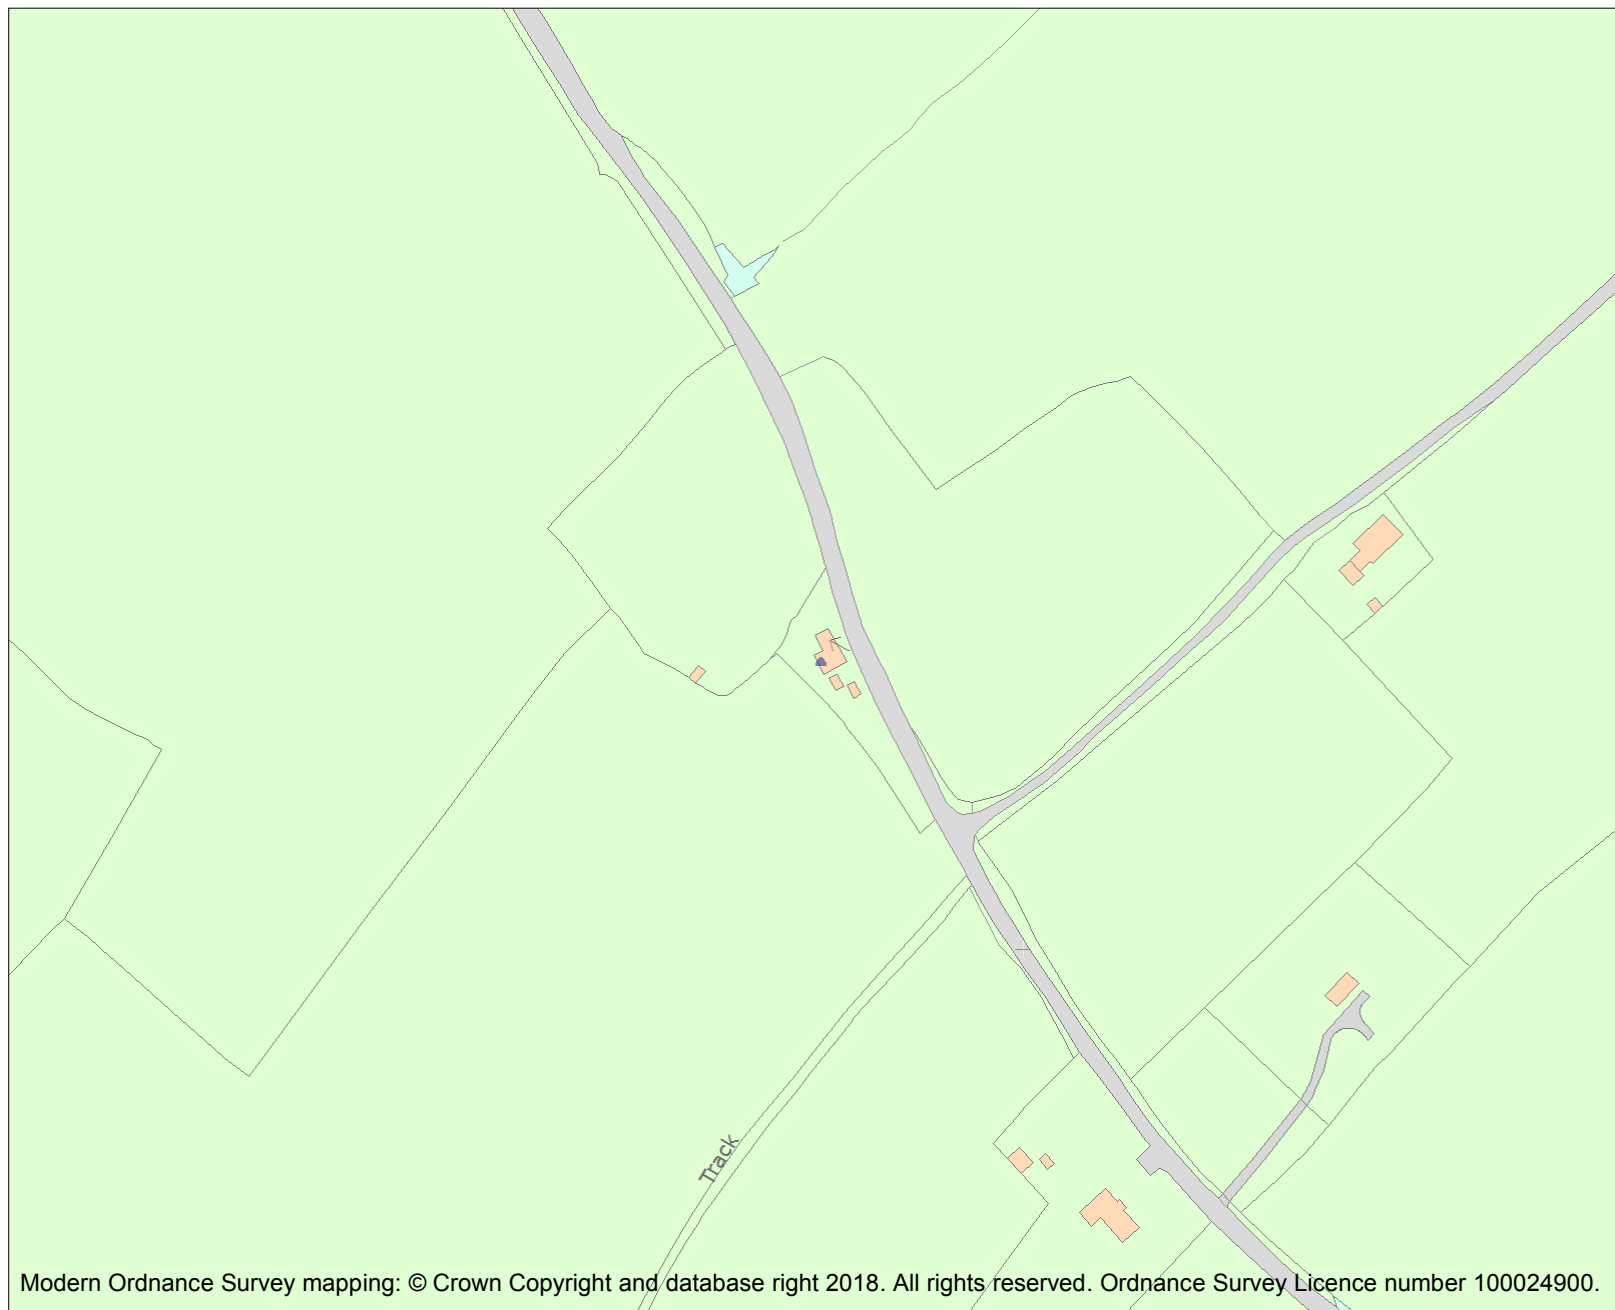 Track
Modern Ordnance Survey mapping: © Crown Copyright and database right 2018. All rights reserved. Ordnance Survey Licence number 100024900.